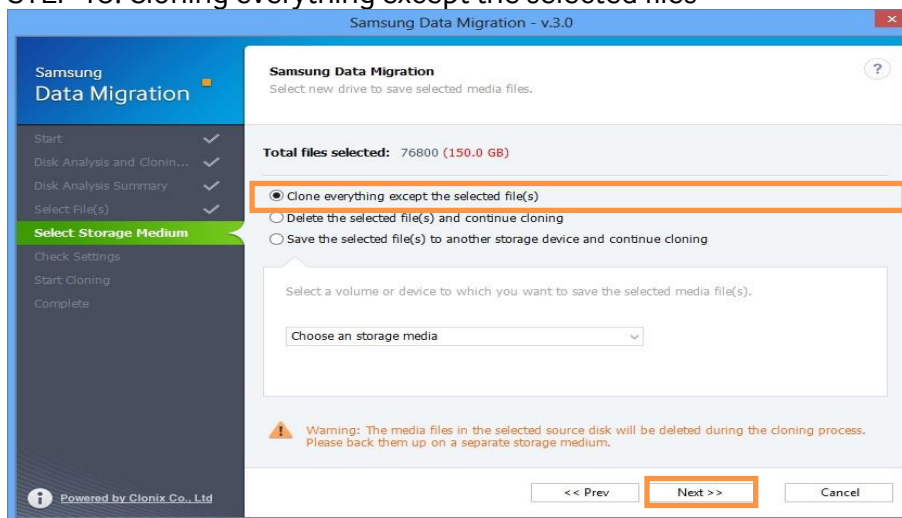 Samsung Data Migration - v.3.0
Samsung
Data Migration
Samsung Data Migration
Select new drive to save selected media files.
?
Start
Disk Analysis and Clonin...
Disk Analysis Summary
Select File(s)
Select Storage Medium
Check Settings
Start Cloning
Complete
Total files selected: 76800 (150.0 GB)
Clone everything except the selected file(s)
Delete the selected file(s) and continue cloning
Save the selected file(s) to another storage device and continue cloning
Select a volume or device to which you want to save the selected media file(s).
Choose an storage media
Warning: The media files in the selected source disk will be deleted during the cloning process.
Please back them up on a separate storage medium.
Powered by Clonix Co., Ltd
<< Prev
Next >>
Cancel